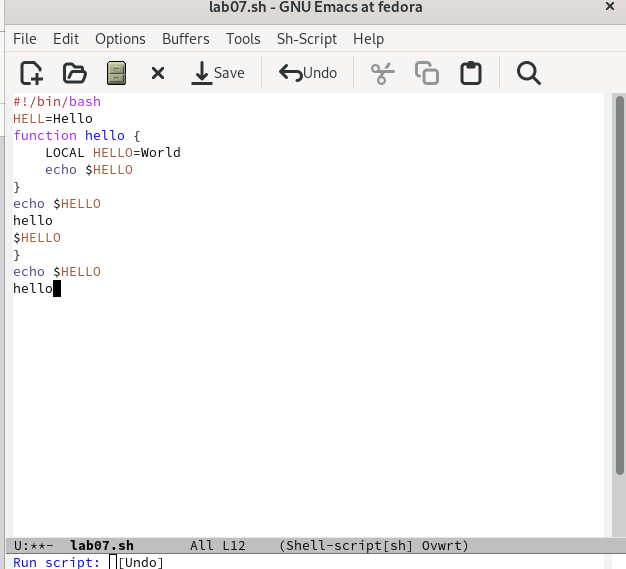 lab07.sh - GNU Emacs at fedora
File Edit Options Buffers Tools Sh-Script Help
Save Undo
#!/bin/bash
HELL=Hello
function hello {
    LOCAL HELLO=World
    echo $HELLO
}
echo $HELLO
hello
$HELLO
}
echo $HELLO
hello
U:**-  lab07.sh       All L12    (Shell-script[sh] Ovwrt)
Run script: [Undo]